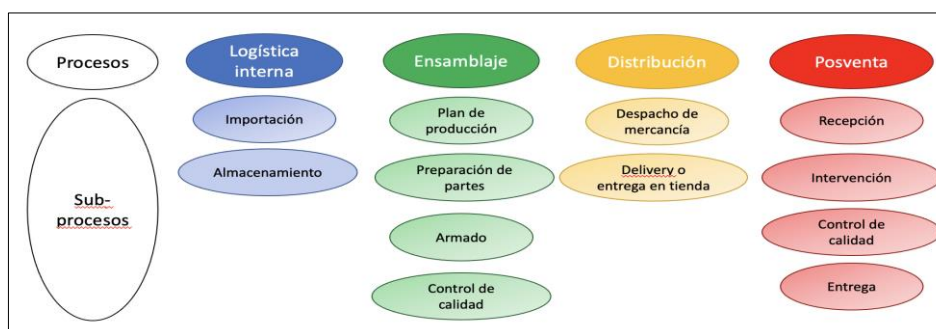 Procesos
Logística
interna
Ensamblaje
Distribución
Posventa
Sub-
procesos
Importación
Almacenamiento
Plan de
producción
Preparación de
partes
Armado
Control de
calidad
Despacho de
mercancía
Delivery o
entrega en tienda
Recepción
Intervención
Control de
calidad
Entrega